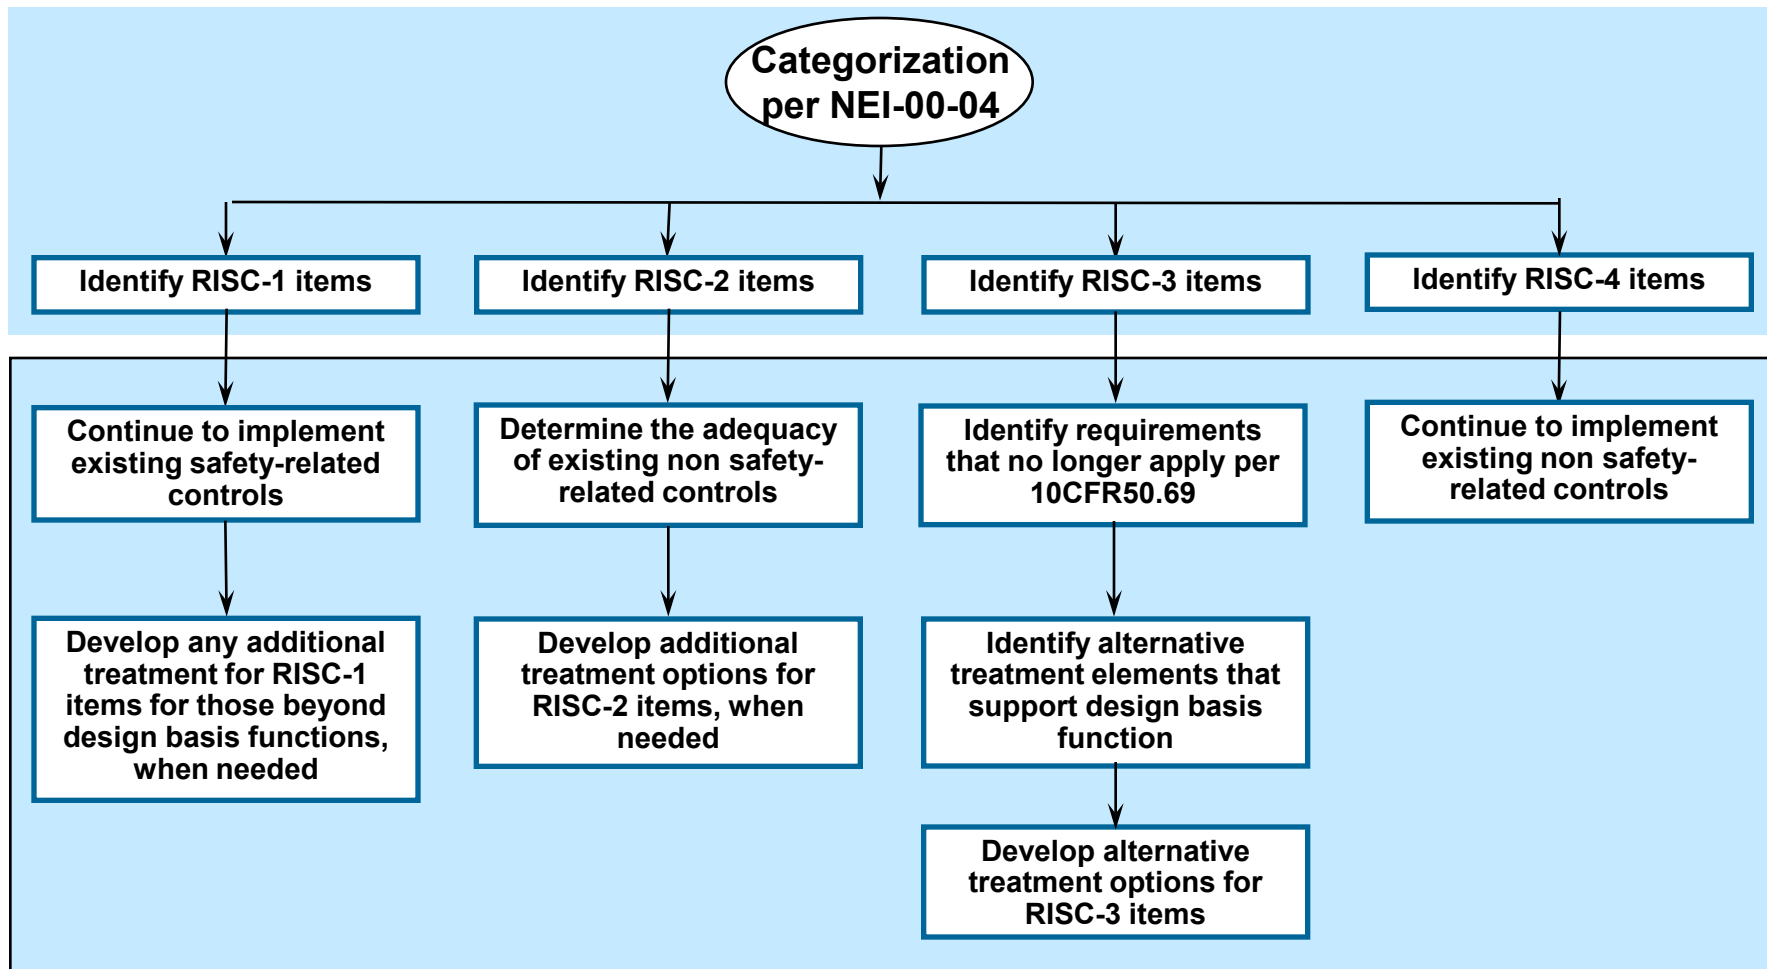 Categorization
per NEI-00-04
Identify RISC-1 items
Identify RISC-2 items
Identify RISC-3 items
Identify RISC-4 items
Continue to implement
existing safety-related
controls
Determine the adequacy
of existing non safety-
related controls
Identify requirements
that no longer apply per
10CFR50.69
Continue to implement
existing non safety-
related controls
Develop any additional
treatment for RISC-1
items for those beyond
design basis functions,
when needed
Develop additional
treatment options for
RISC-2 items, when
needed
Identify alternative
treatment elements that
support design basis
function
Develop alternative
treatment options for
RISC-3 items